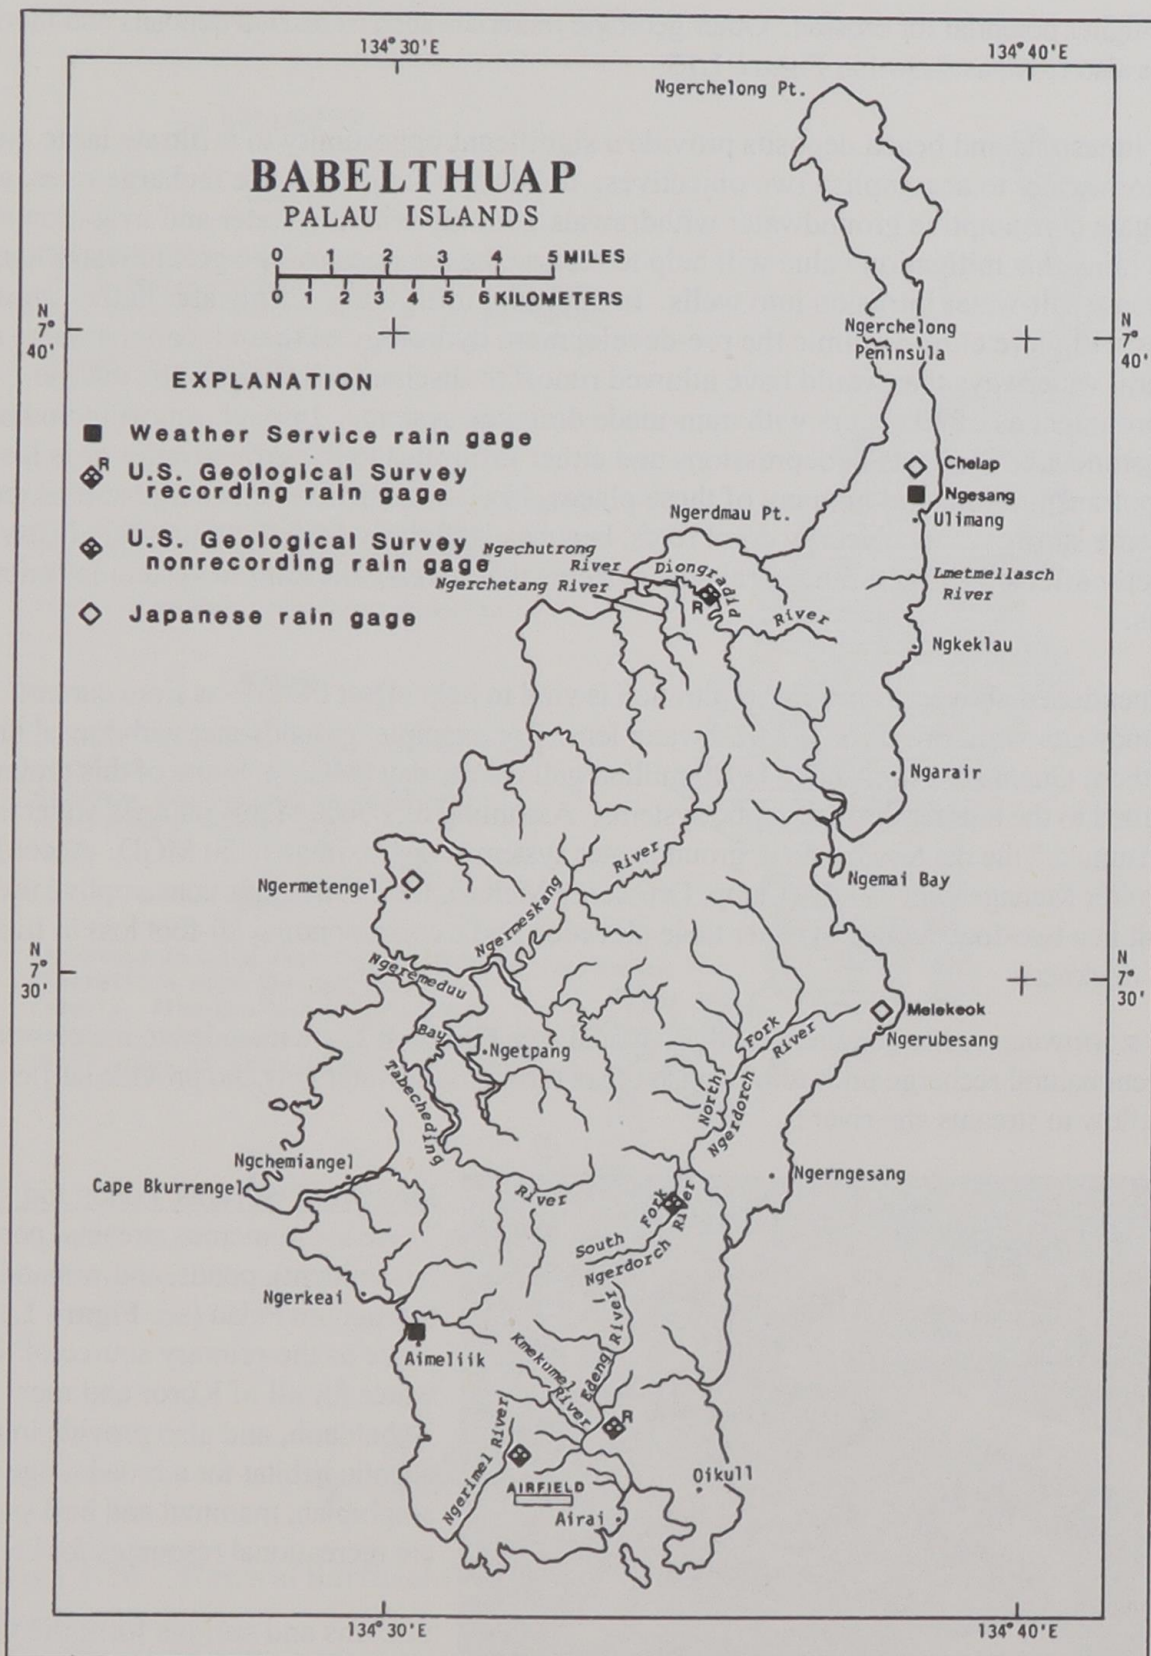 134°30'E
134°40'E
Ngerchelong Pt.
BABELTHUAP
PALAU ISLANDS
0 1 2 3 4 5 MILES
0 1 2 3 4 5 6 KILOMETERS
N
7°
40'
N
7°
40'
Ngerchelong
Peninsula
EXPLANATION
Weather Service rain gage
R
U.S. Geological Survey
recording rain gage
U.S. Geological Survey
nonrecording rain gage
Japanese rain gage
Chelap
Ngesang
Ulimang
Ngerdmau Pt.
Ngechutrong
River
Ngerchetang River
Diongradid
River
R
Lmetmellasch
River
Ngkeklau
Ngarair
Ngermeskang
River
Ngermetengel
Ngemai Bay
N
7°
30'
N
7°
30'
Ngeremeduu
Bay
Ngetpang
Melekeok
Ngerubesang
North
Fork
Ngerdorch
River
Tabecheding
River
Ngchemiangel
Cape Bkurrengel
Ngerngesang
South
Fork
Ngerdorch
River
Ngerkeai
Aimeliik
Kmekumel
River
Edeng
River
R
Ngerimel River
AIRFIELD
Airai
Oikull
134°30'E
134°40'E